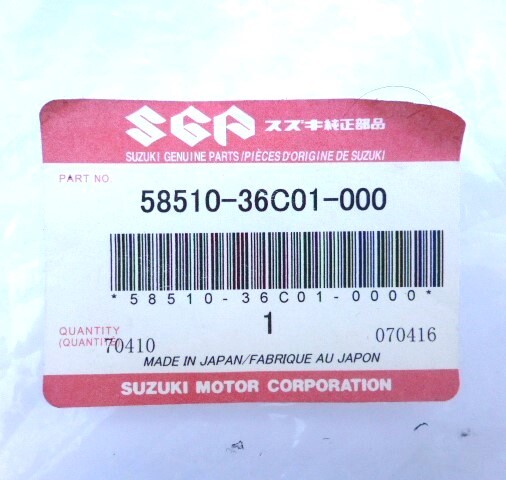 SGP スズキ純正部品
SUZUKI GENUINE PARTS/PIÈCES D'ORIGINE DE SUZUKI
PART NO.
58510-36C01-000
*58510-36C01-0000*
1
QUANTITY
(QUANTITÉ)
70410
070416
MADE IN JAPAN/FABRIQUE AU JAPON
SUZUKI MOTOR CORPORATION